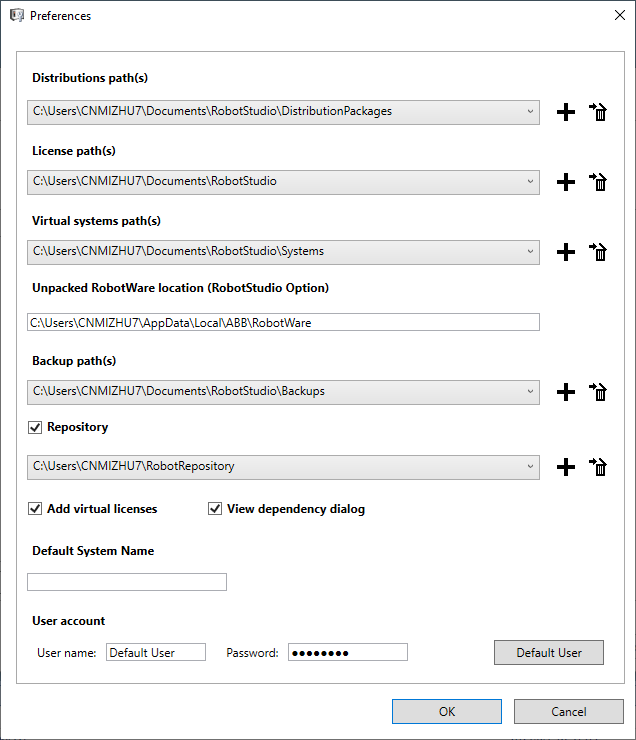 Preferences
Distributions path(s)
C:\Users\CNMIZHU7\Documents\RobotStudio\DistributionPackages
License path(s)
C:\Users\CNMIZHU7\Documents\RobotStudio
Virtual systems path(s)
C:\Users\CNMIZHU7\Documents\RobotStudio\Systems
Unpacked RobotWare location (RobotStudio Option)
C:\Users\CNMIZHU7\AppData\Local\ABB\RobotWare
Backup path(s)
C:\Users\CNMIZHU7\Documents\RobotStudio\Backups
Repository
C:\Users\CNMIZHU7\RobotRepository
Add virtual licenses View dependency dialog
Default System Name
User account
User name: Default User Password: ●●●●●●●● Default User
OK Cancel